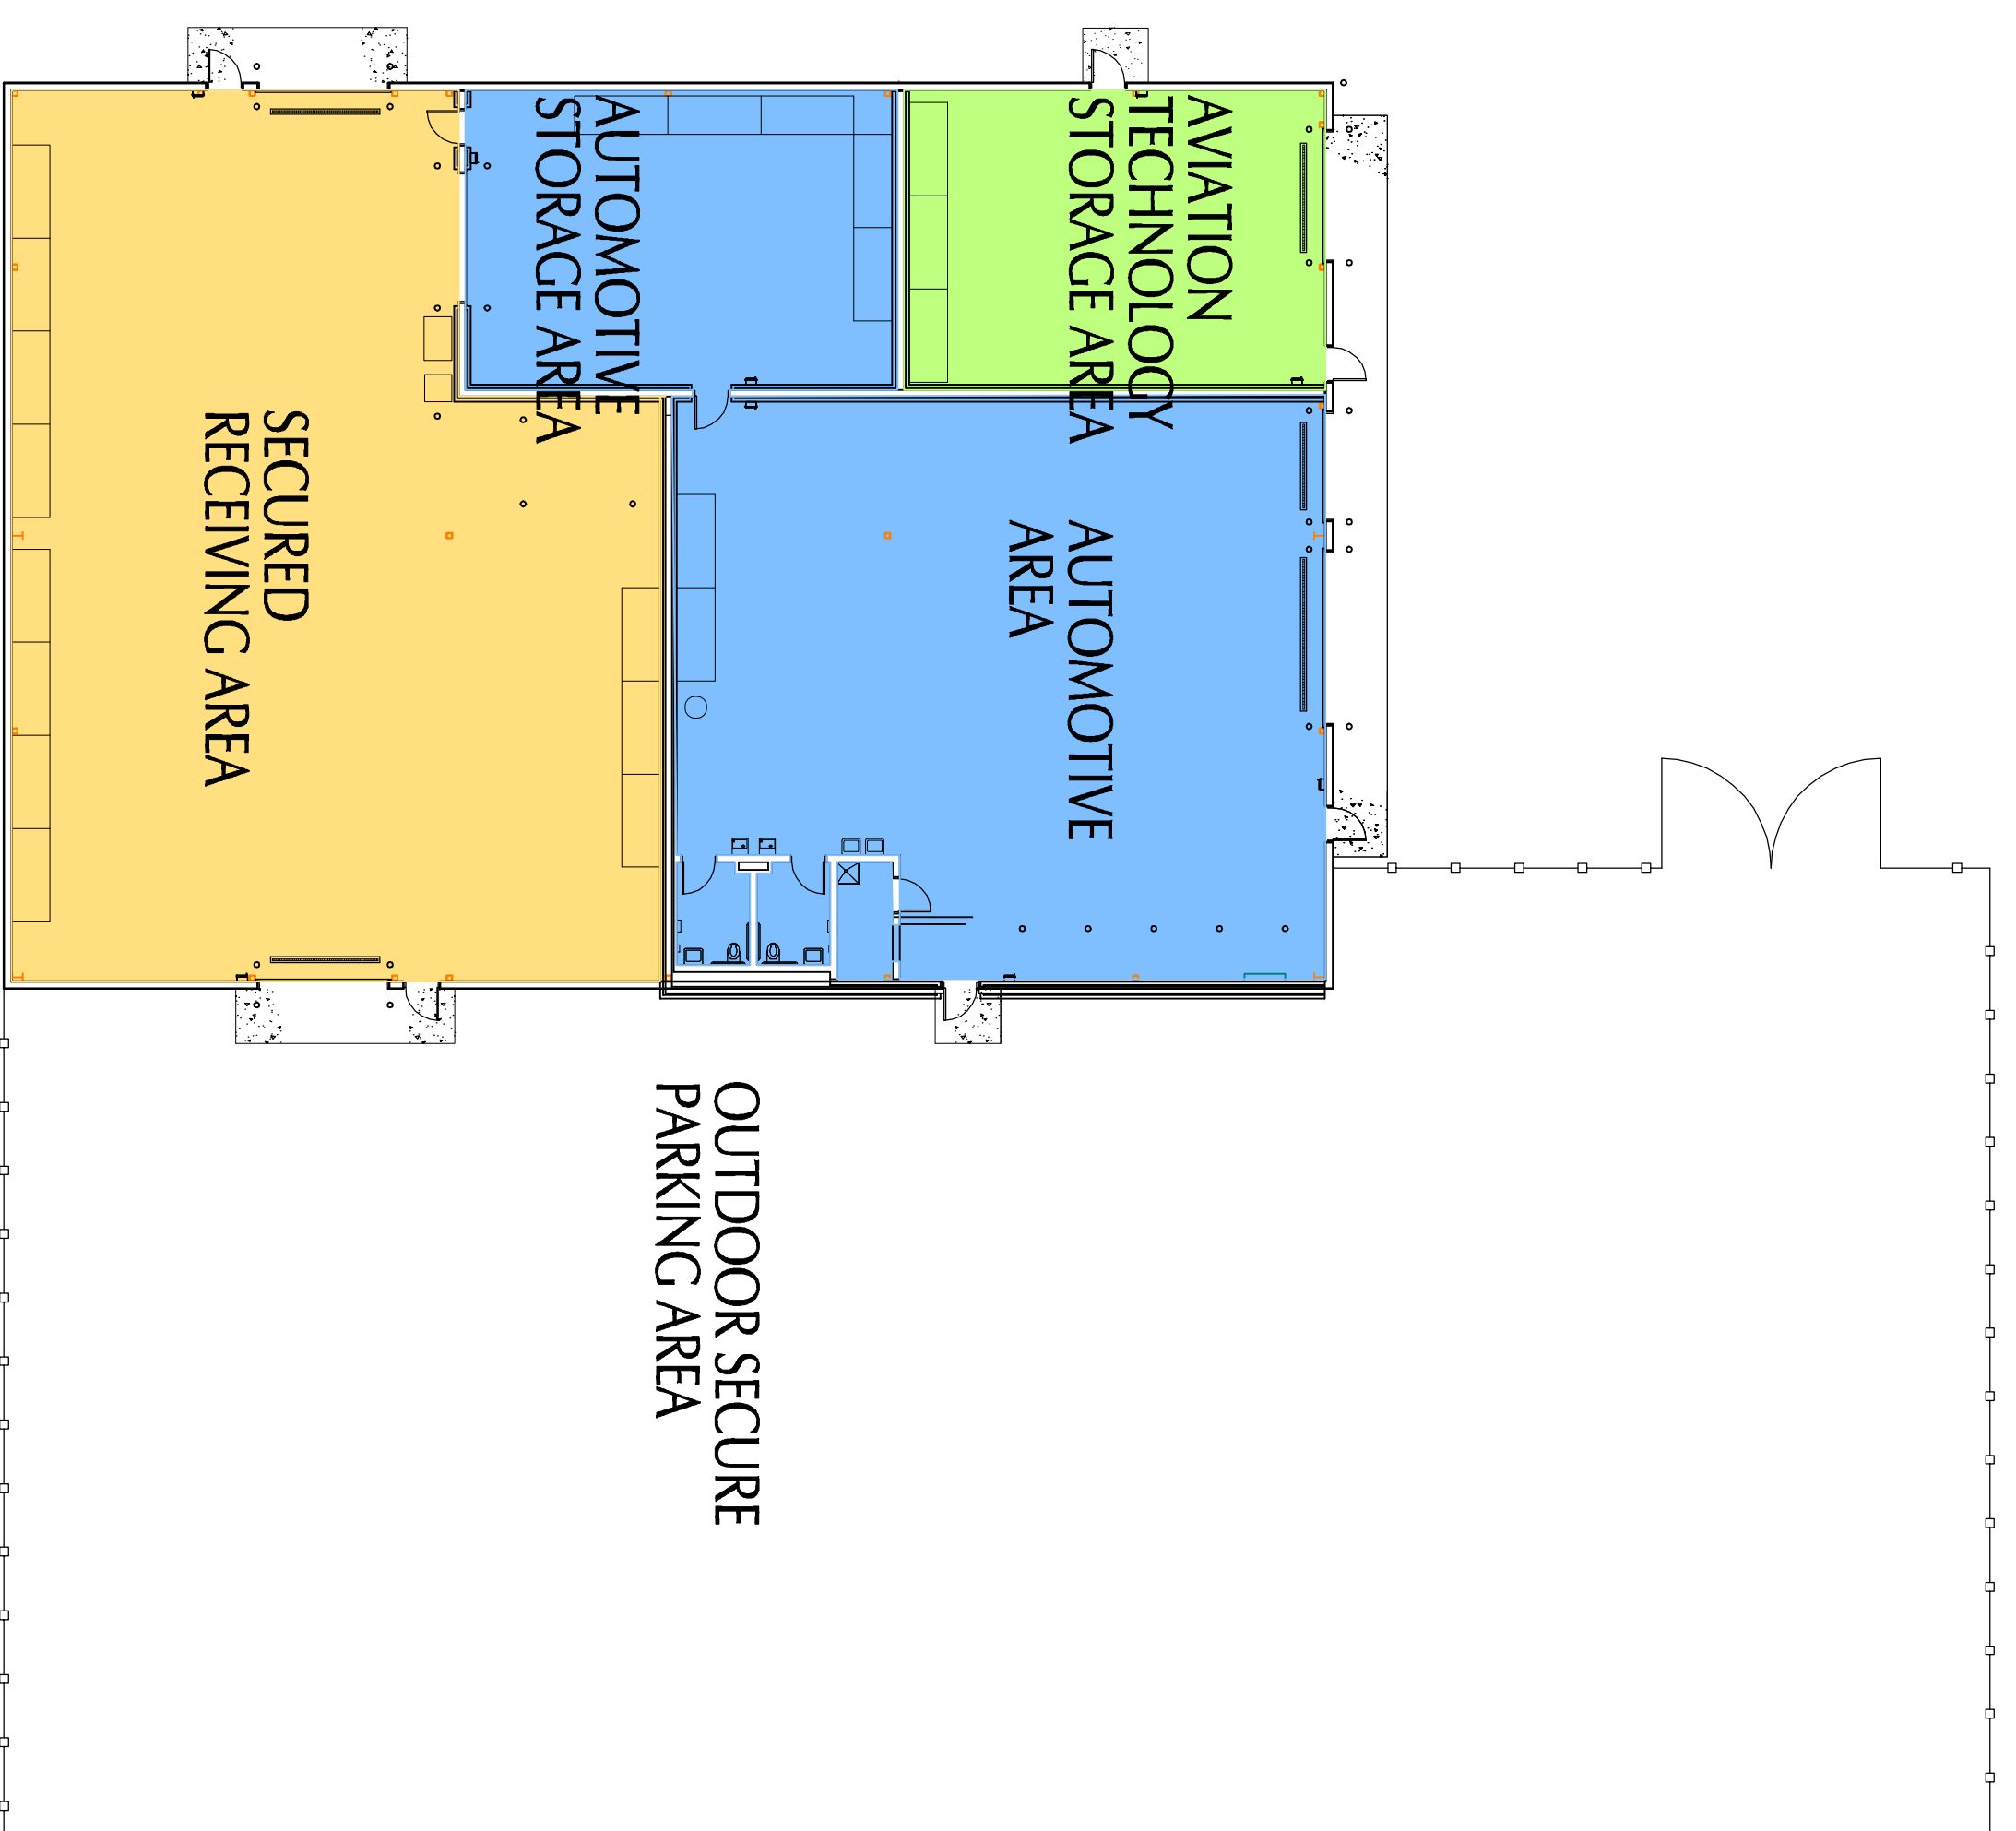 SECURED
RECEIVING AREA
AUTOMOTIVE
STORAGE AREA
AVIATION
TECHNOLOGY
STORAGE AREA
AUTOMOTIVE
AREA
OUTDOOR SECURE
PARKING AREA